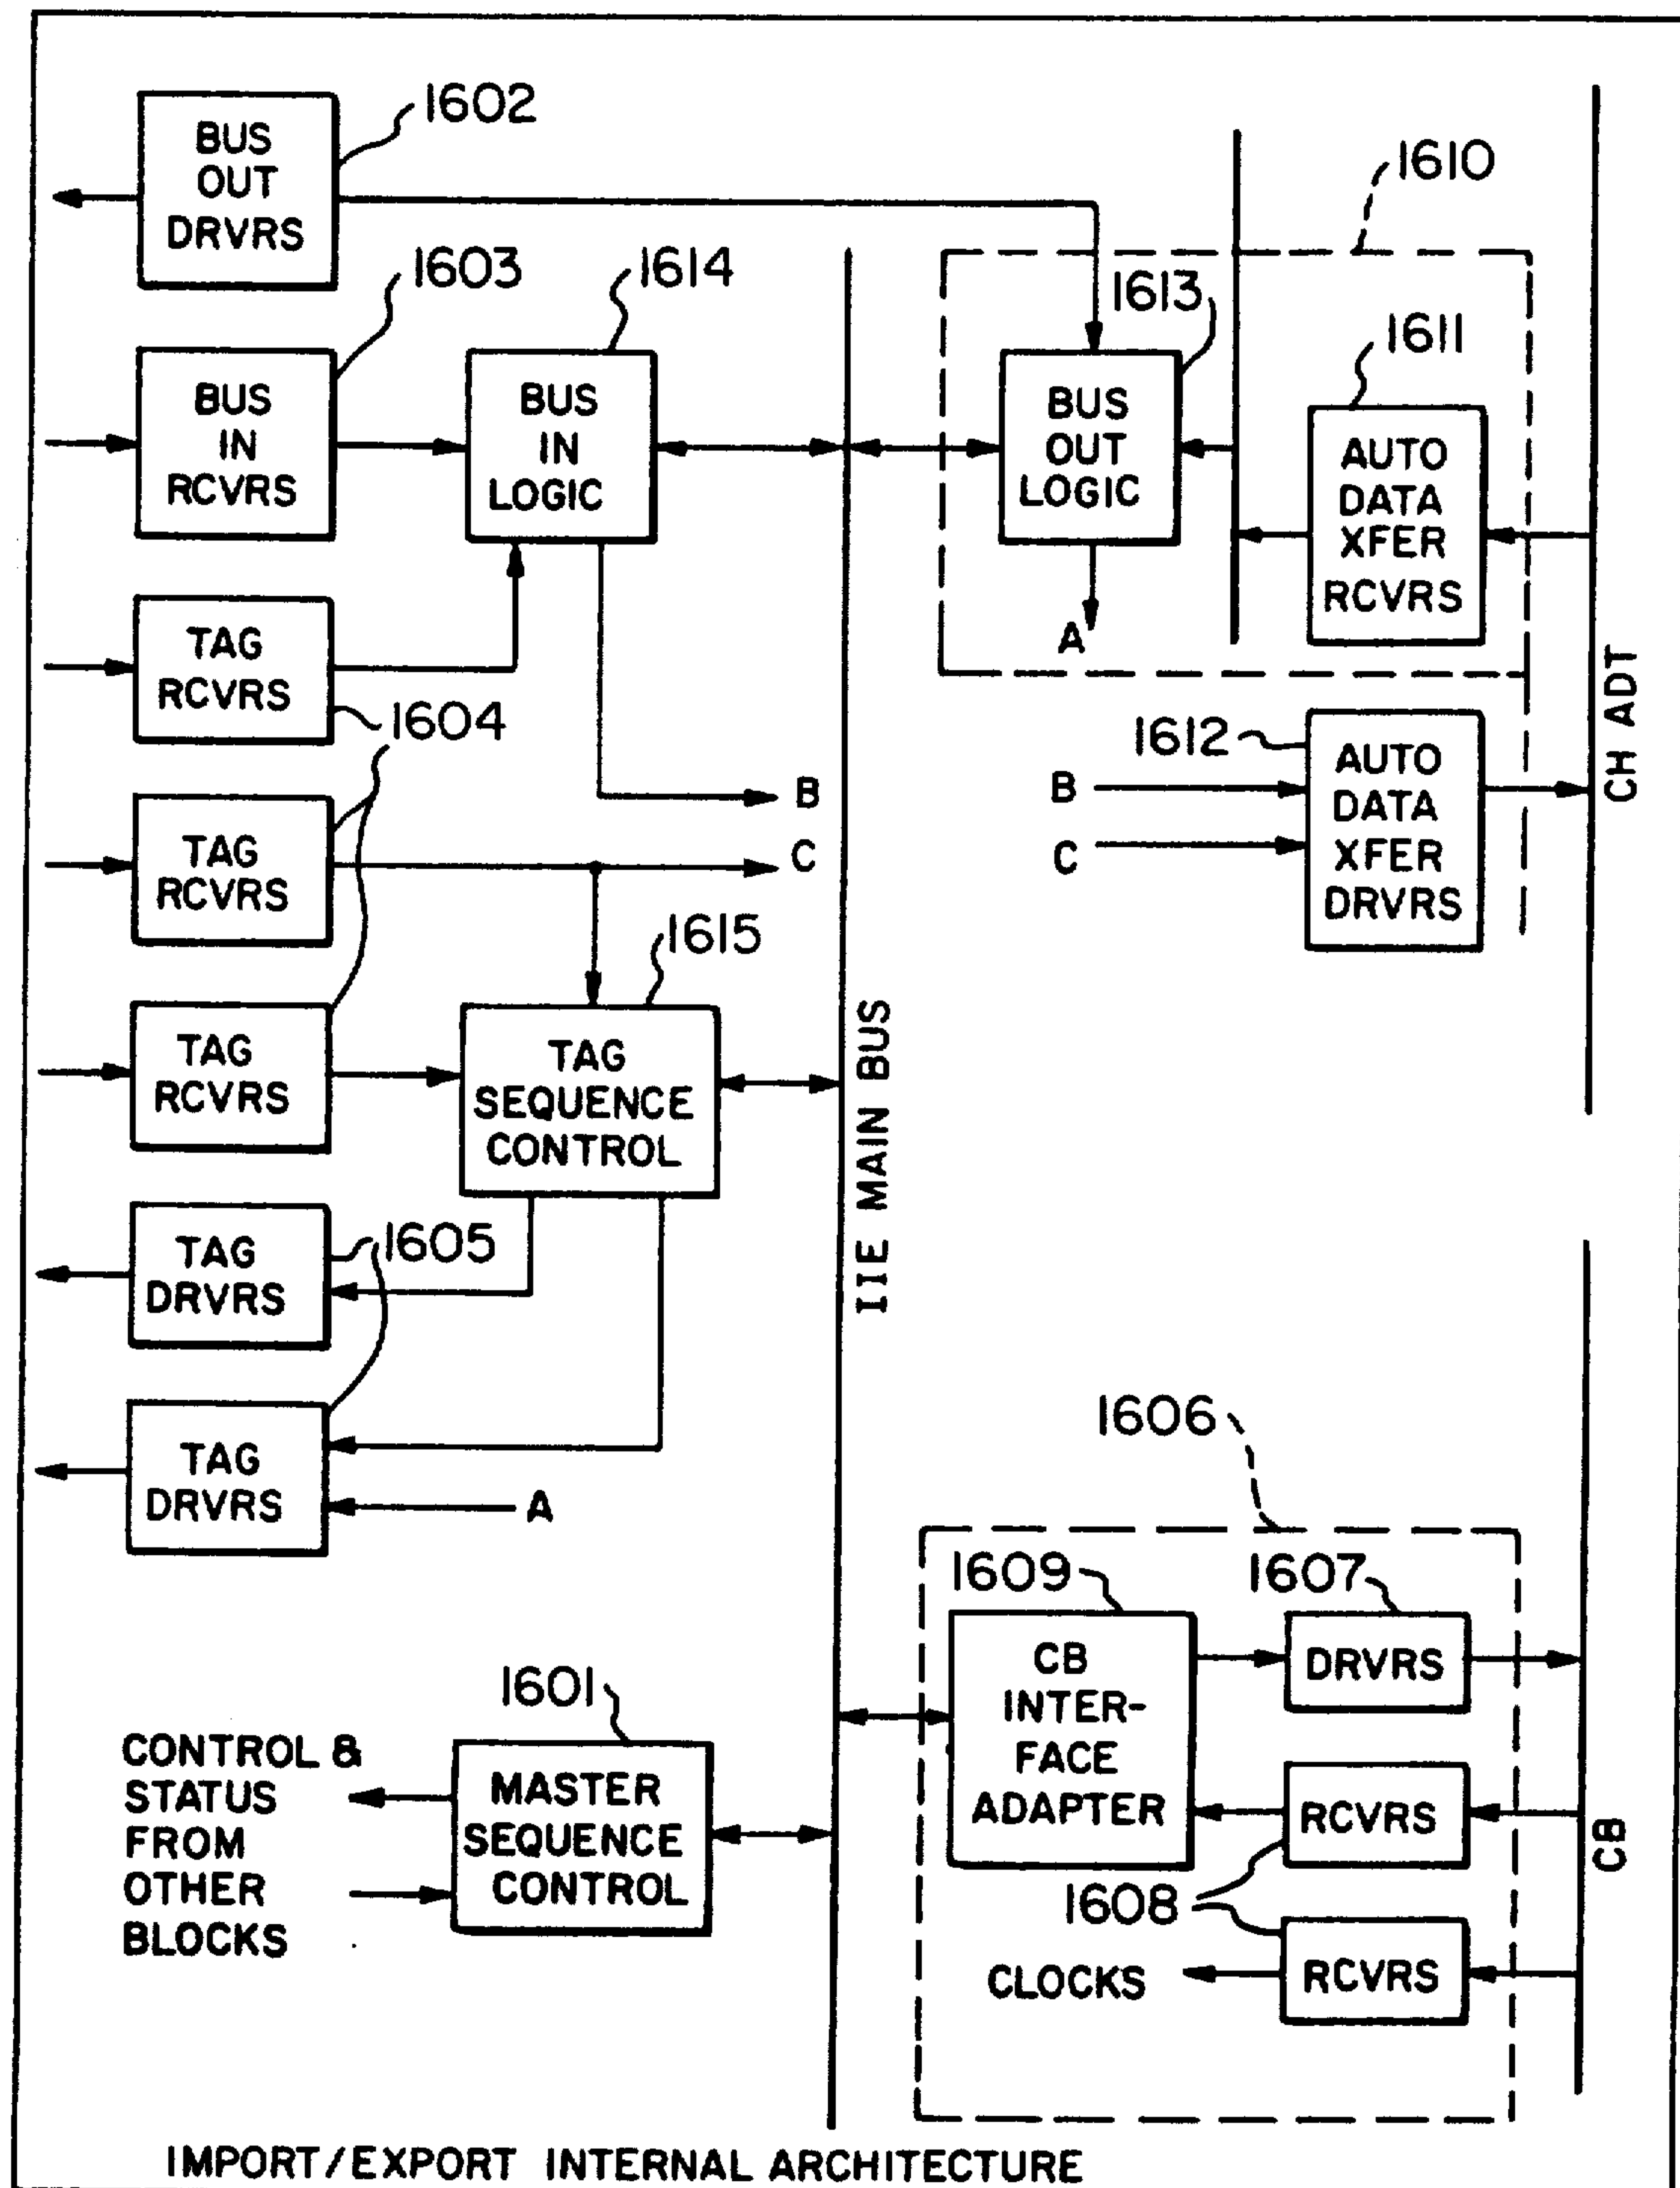 1602
BUS
OUT
DRVRS
1610
1603
1614
1613
1611
BUS
IN
RCVRS
BUS
IN
LOGIC
BUS
OUT
LOGIC
AUTO
DATA
XFER
RCVRS
A
TAG
RCVRS
1604
CH ADT
1612
AUTO
DATA
XFER
DRVRS
B
B
C
C
TAG
RCVRS
1615
TAG
RCVRS
TAG
SEQUENCE
CONTROL
IIE MAIN BUS
TAG
DRVRS
1605
TAG
DRVRS
A
1606
1609
1607
CB
INTER-
FACE
ADAPTER
DRVRS
1601
CONTROL &
STATUS
FROM
OTHER
BLOCKS
MASTER
SEQUENCE
CONTROL
RCVRS
CB
1608
CLOCKS
RCVRS
IMPORT/EXPORT INTERNAL ARCHITECTURE